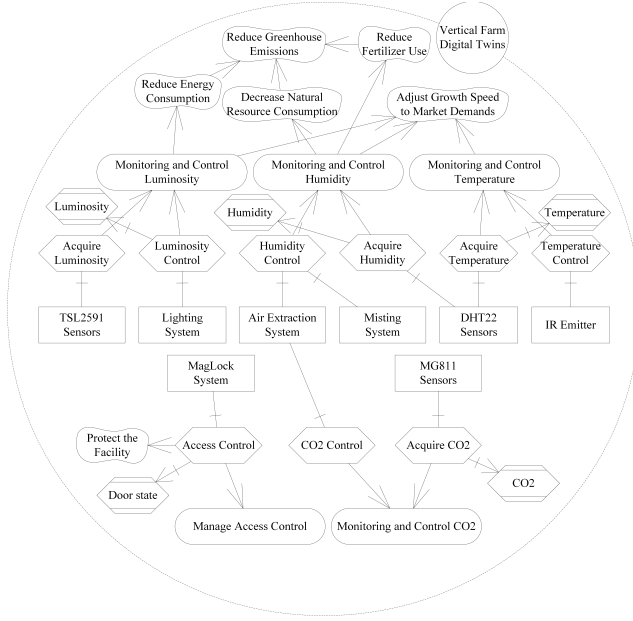 Vertical Farm
Digital Twins
Reduce Greenhouse
Emissions
Reduce
Fertilizer Use
Reduce Energy
Consumption
Decrease Natural
Resource Consumption
Adjust Growth Speed
to Market Demands
Monitoring and Control
Luminosity
Monitoring and Control
Humidity
Monitoring and Control
Temperature
Luminosity
Humidity
Temperature
Acquire
Luminosity
Luminosity
Control
Humidity
Control
Acquire
Humidity
Acquire
Temperature
Temperature
Control
TSL2591
Sensors
Lighting
System
Air Extraction
System
Misting
System
DHT22
Sensors
IR Emitter
MagLock
System
MG811
Sensors
Protect the
Facility
Access Control
CO2 Control
Acquire CO2
Door state
CO2
Manage Access Control
Monitoring and Control CO2